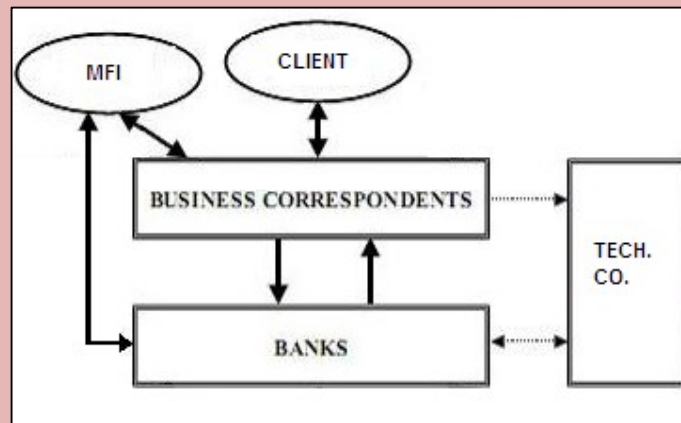 MFI
CLIENT
BUSINESS CORRESPONDENTS
TECH.
CO.
BANKS